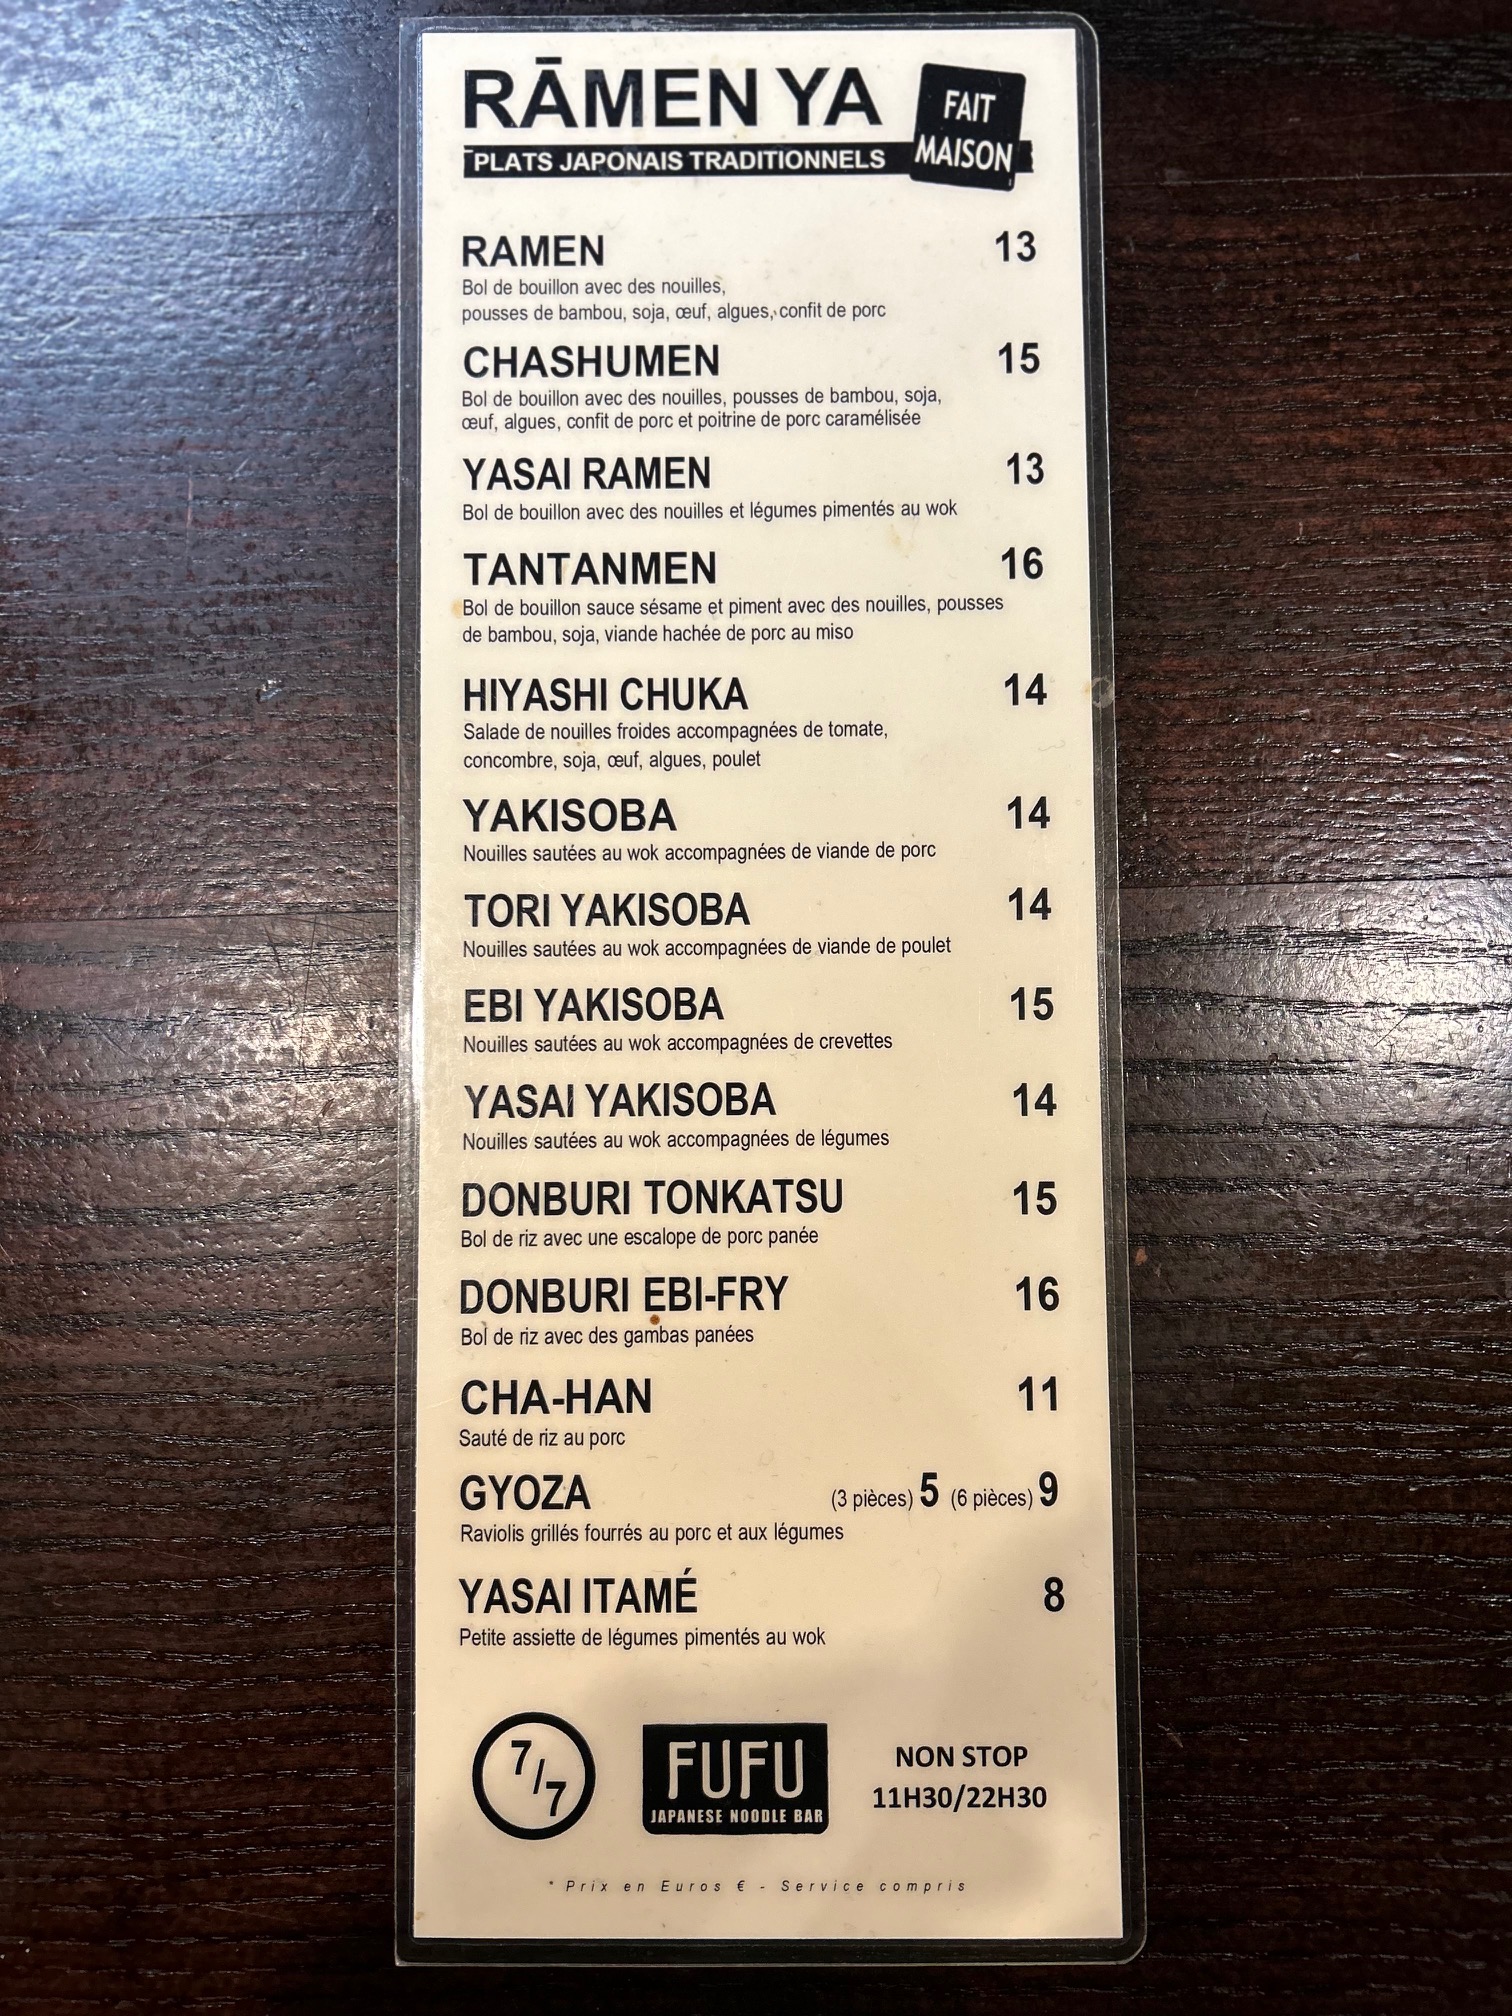 RĀMEN YA
FAIT
MAISON
PLATS JAPONAIS TRADITIONNELS
RAMEN 13
Bol de bouillon avec des nouilles,
pousses de bambou, soja, œuf, algues, confit de porc
CHASHUMEN 15
Bol de bouillon avec des nouilles, pousses de bambou, soja,
œuf, algues, confit de porc et poitrine de porc caramélisée
YASAI RAMEN 13
Bol de bouillon avec des nouilles et légumes pimentés au wok
TANTANMEN 16
Bol de bouillon sauce sésame et piment avec des nouilles, pousses
de bambou, soja, viande hachée de porc au miso
HIYASHI CHUKA 14
Salade de nouilles froides accompagnées de tomate,
concombre, soja, œuf, algues, poulet
YAKISOBA 14
Nouilles sautées au wok accompagnées de viande de porc
TORI YAKISOBA 14
Nouilles sautées au wok accompagnées de viande de poulet
EBI YAKISOBA 15
Nouilles sautées au wok accompagnées de crevettes
YASAI YAKISOBA 14
Nouilles sautées au wok accompagnées de légumes
DONBURI TONKATSU 15
Bol de riz avec une escalope de porc panée
DONBURI EBI-FRY 16
Bol de riz avec des gambas panées
CHA-HAN 11
Sauté de riz au porc
GYOZA (3 pièces) 5 (6 pièces) 9
Raviolis grillés fourrés au porc et aux légumes
YASAI ITAMÉ 8
Petite assiette de légumes pimentés au wok
7/7
FUFU
JAPANESE NOODLE BAR
NON STOP
11H30/22H30
* Prix en Euros € - Service compris